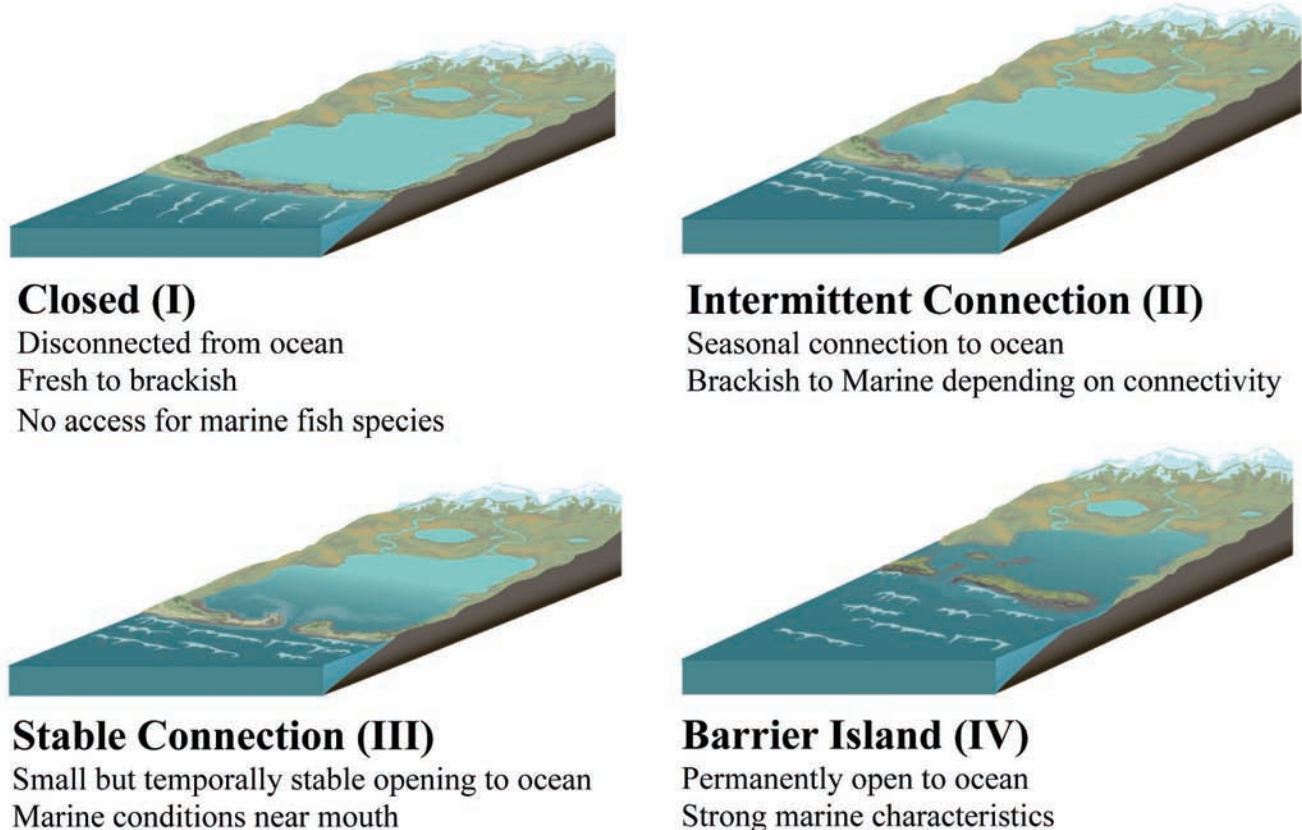 Closed (I)
Disconnected from ocean
Fresh to brackish
No access for marine fish species
Intermittent Connection (II)
Seasonal connection to ocean
Brackish to Marine depending on connectivity
Stable Connection (III)
Small but temporally stable opening to ocean
Marine conditions near mouth
Barrier Island (IV)
Permanently open to ocean
Strong marine characteristics